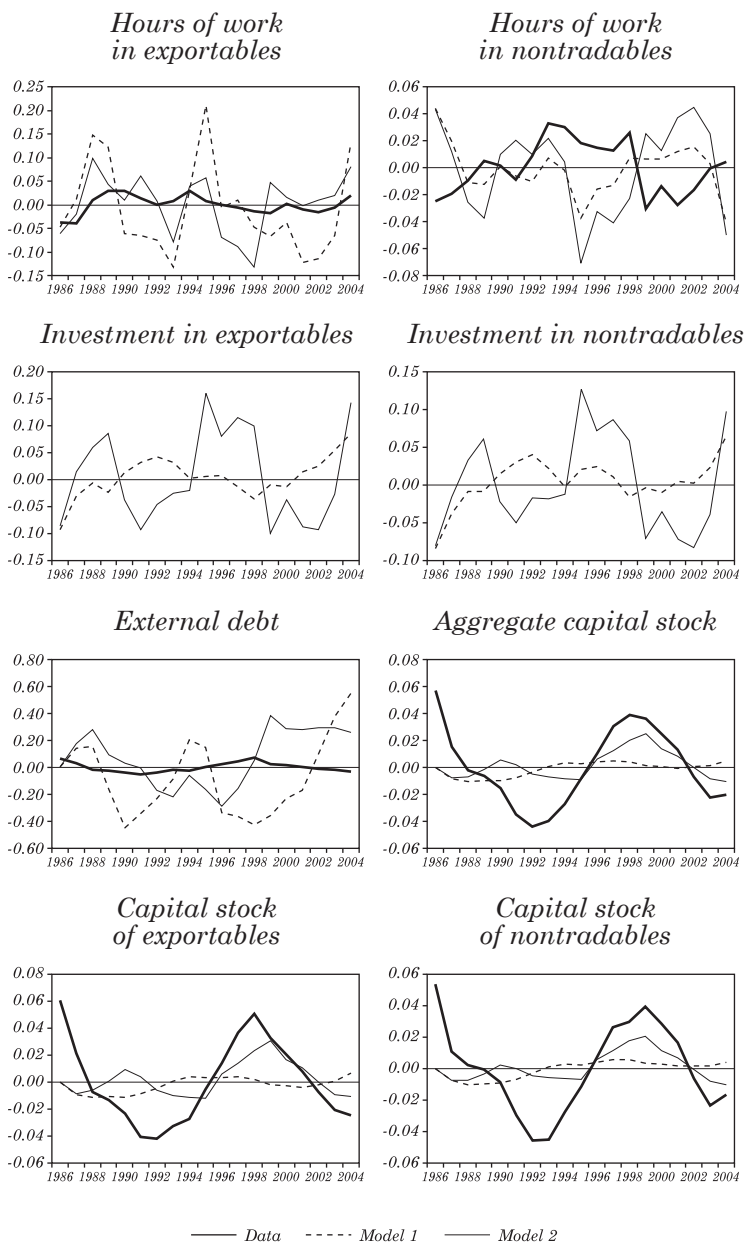 Hours of work
in exportables
0.25
0.20
0.15
0.10
0.05
0.00
-0.05
-0.10
-0.15
1986 1988 1990 1992 1994 1996 1998 2000 2002 2004
Hours of work
in nontradables
0.06
0.04
0.02
0.00
-0.02
-0.04
-0.06
-0.08
1986 1988 1990 1992 1994 1996 1998 2000 2002 2004
Investment in exportables
0.20
0.15
0.10
0.05
0.00
-0.05
-0.10
-0.15
1986 1988 1990 1992 1994 1996 1998 2000 2002 2004
Investment in nontradables
0.15
0.10
0.05
0.00
-0.05
-0.10
1986 1988 1990 1992 1994 1996 1998 2000 2002 2004
External debt
0.80
0.60
0.40
0.20
0.00
-0.20
-0.40
-0.60
1986 1988 1990 1992 1994 1996 1998 2000 2002 2004
Aggregate capital stock
0.08
0.06
0.04
0.02
0.00
-0.02
-0.04
-0.06
1986 1988 1990 1992 1994 1996 1998 2000 2002 2004
Capital stock
of exportables
0.08
0.06
0.04
0.02
0.00
-0.02
-0.04
-0.06
1986 1988 1990 1992 1994 1996 1998 2000 2002 2004
Capital stock
of nontradables
0.06
0.04
0.02
0.00
-0.02
-0.04
-0.06
1986 1988 1990 1992 1994 1996 1998 2000 2002 2004
Data Model 1 Model 2